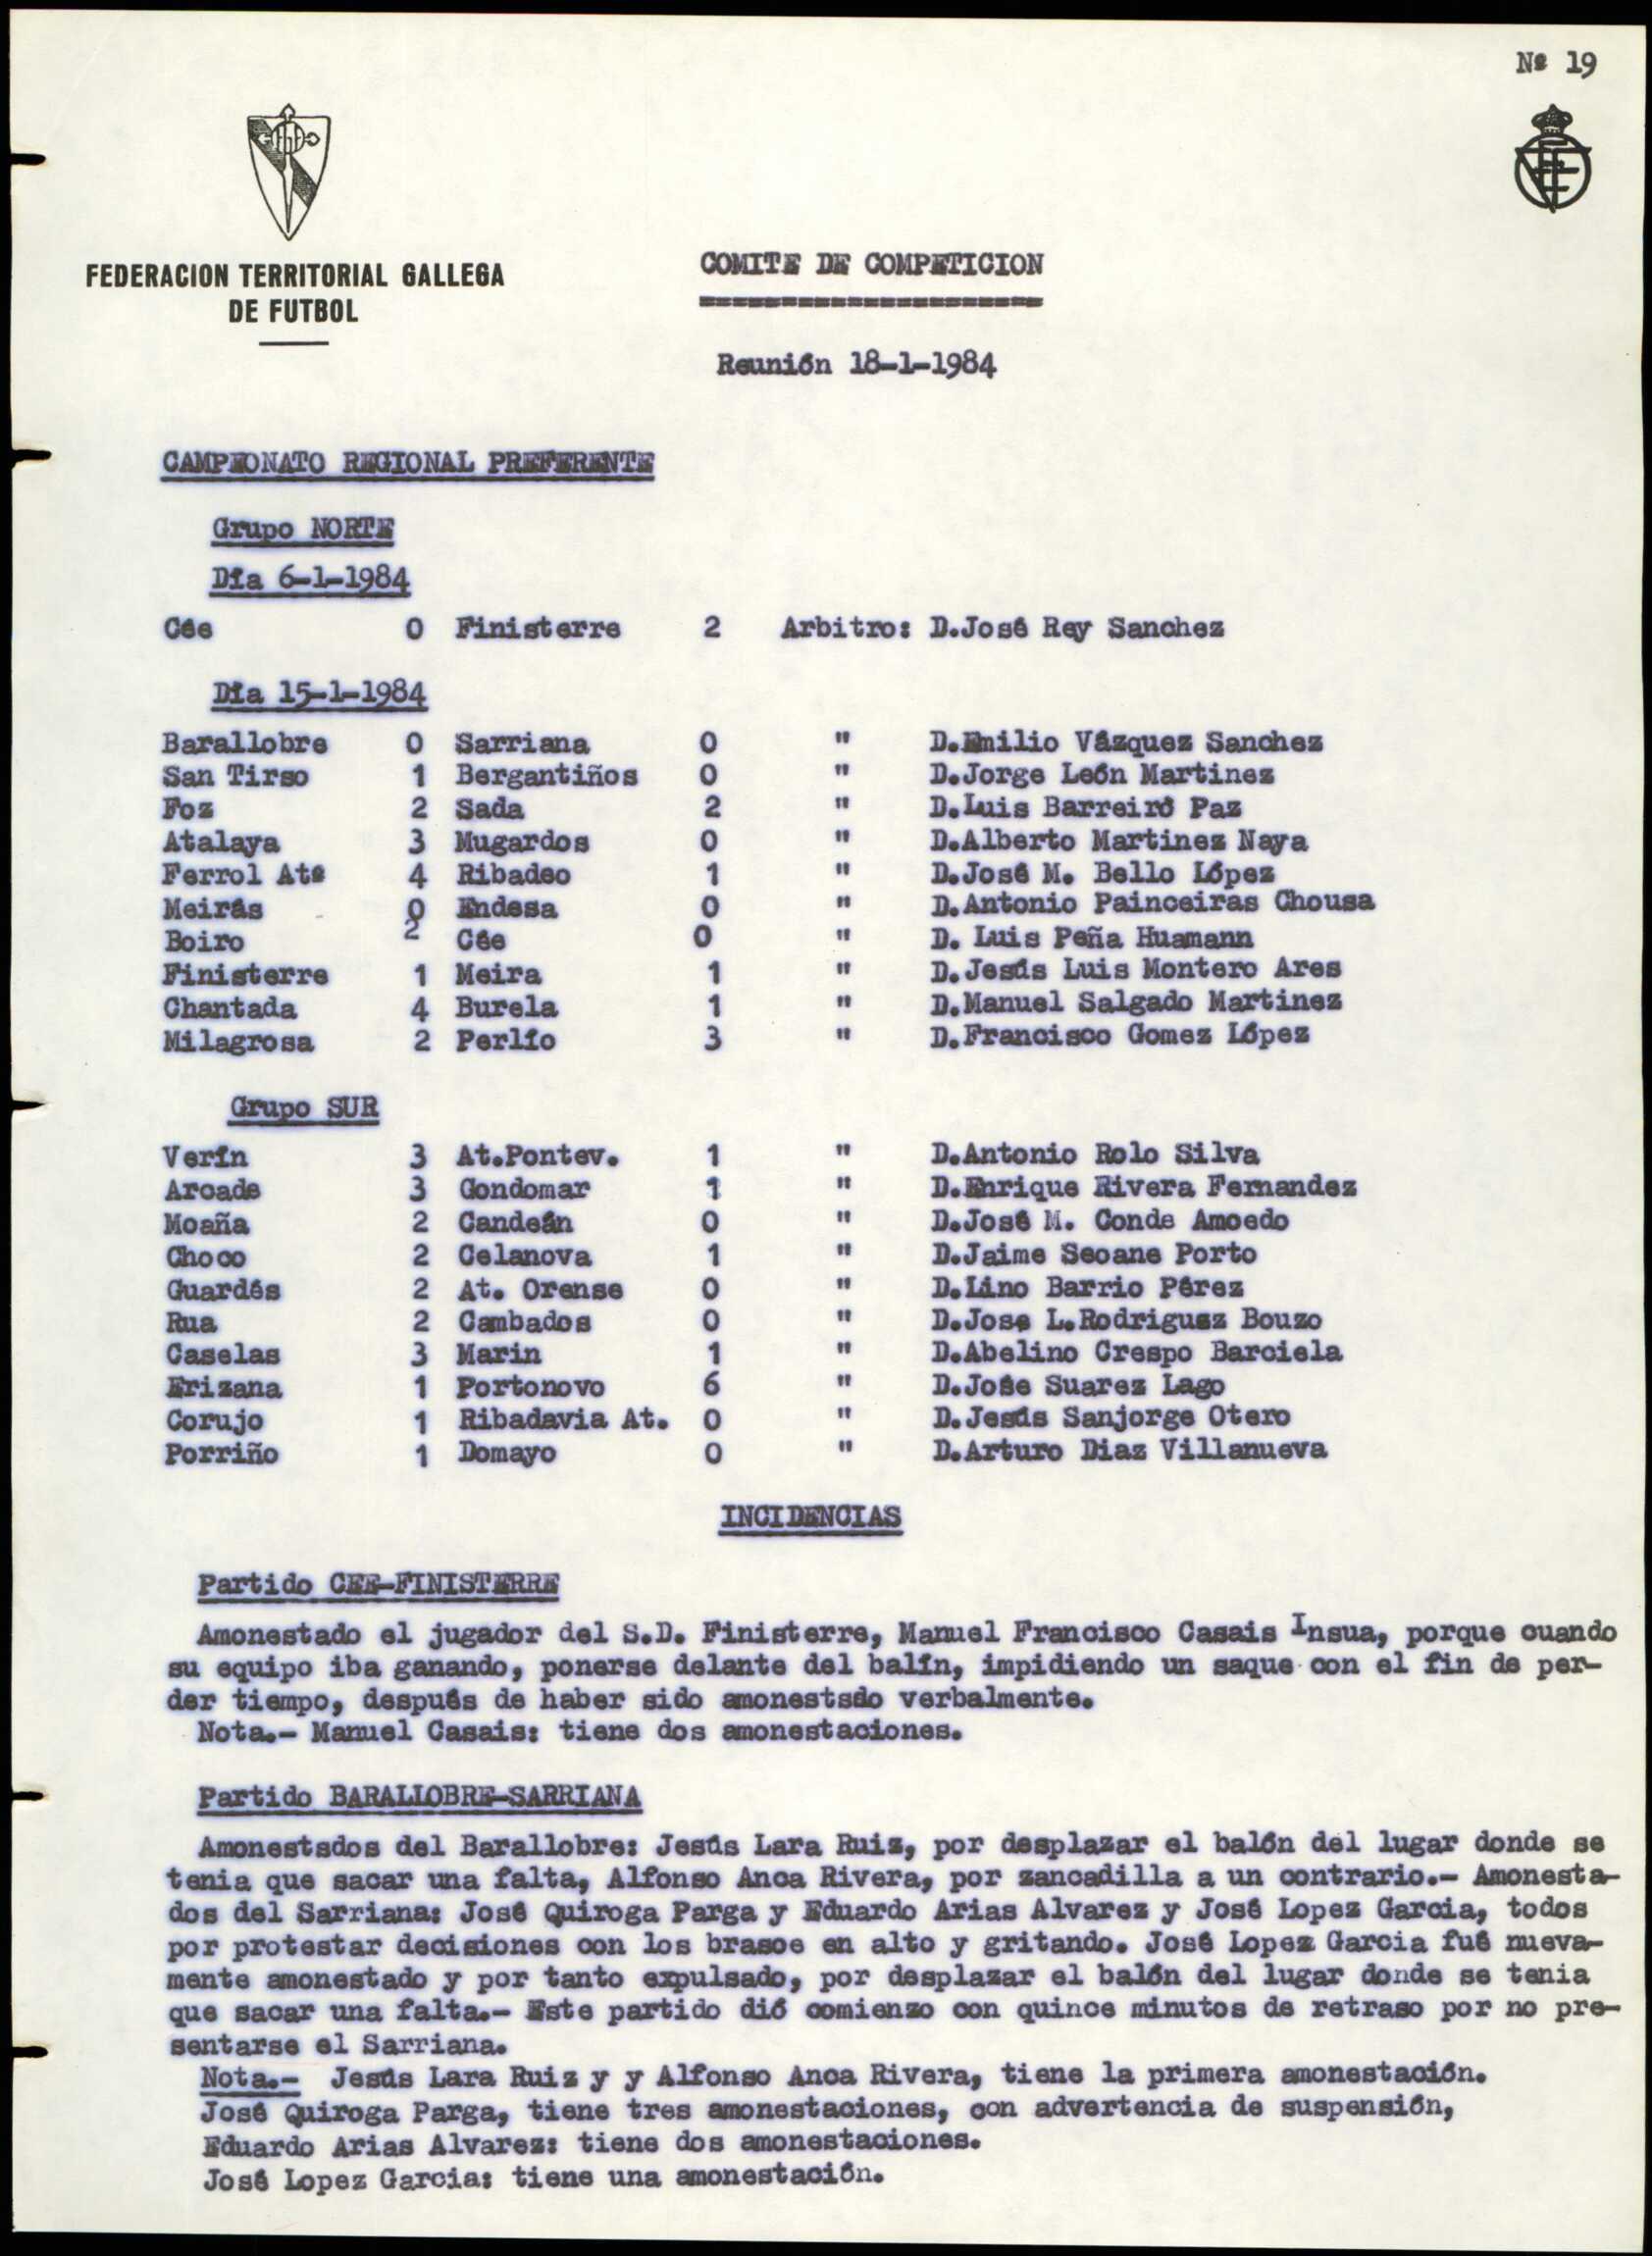 Nº 19
FEDERACION TERRITORIAL GALLEGA
DE FUTBOL
COMITE DE COMPETICION
=====================
Reunión 18-1-1984
CAMPEONATO REGIONAL PREFERENTE
Grupo NORTE
Día 6-1-1984
Cée 0 Finisterre 2 Arbitro: D.José Rey Sanchez
Día 15-1-1984
Barallobre 0 Sarriana 0 " D.Emilio Vázquez Sanchez
San Tirso 1 Bergantiños 0 " D.Jorge León Martinez
Foz 2 Sada 2 " D.Luis Barreiró Paz
Atalaya 3 Mugardos 0 " D.Alberto Martinez Naya
Ferrol Atº 4 Ribadeo 1 " D.José M. Bello López
Meirás 0 Endesa 0 " D.Antonio Painceiras Chousa
Boiro 2 Cée 0 " D. Luis Peña Huamann
Finisterre 1 Meira 1 " D.Jesús Luis Montero Ares
Chantada 4 Burela 1 " D.Manuel Salgado Martinez
Milagrosa 2 Perlío 3 " D.Francisco Gomez López
Grupo SUR
Verín 3 At.Pontev. 1 " D.Antonio Rolo Silva
Arcade 3 Gondomar 1 " D.Enrique Rivera Fernandez
Moaña 2 Candeán 0 " D.José M. Conde Amoedo
Choco 2 Celanova 1 " D.Jaime Seoane Porto
Guardés 2 At. Orense 0 " D.Lino Barrio Pérez
Rua 2 Cambados 0 " D.Jose L.Rodriguez Bouzo
Caselas 3 Marin 1 " D.Abelino Crespo Barciela
Erizana 1 Portonovo 6 " D.José Suarez Lago
Corujo 1 Ribadavia At. 0 " D.Jesús Sanjorge Otero
Porriño 1 Domayo 0 " D.Arturo Diaz Villanueva
INCIDENCIAS
Partido CEE-FINISTERRE
Amonestado el jugador del S.D. Finisterre, Manuel Francisco Casais Insua, porque cuando
su equipo iba ganando, ponerse delante del balín, impidiendo un saque con el fin de per-
der tiempo, después de haber sido amonestsdo verbalmente.
Nota.- Manuel Casais: tiene dos amonestaciones.
Partido BARALLOBRE-SARRIANA
Amonestsdos del Barallobre: Jesús Lara Ruiz, por desplazar el balón del lugar donde se
tenia que sacar una falta, Alfonso Anca Rivera, por zancadilla a un contrario.- Amonesta-
dos del Sarriana: José Quiroga Parga y Eduardo Arias Alvarez y José Lopez Garcia, todos
por protestar decisiones con los brasoe en alto y gritando. José Lopez Garcia fué nueva-
mente amonestado y por tanto expulsado, por desplazar el balón del lugar donde se tenia
que sacar una falta.- Este partido dió comienzo con quince minutos de retraso por no pre-
sentarse el Sarriana.
Nota.- Jesús Lara Ruiz y y Alfonso Anca Rivera, tiene la primera amonestación.
José Quiroga Parga, tiene tres amonestaciones, con advertencia de suspensión,
Eduardo Arias Alvarez: tiene dos amonestaciones.
José Lopez Garcia: tiene una amonestación.